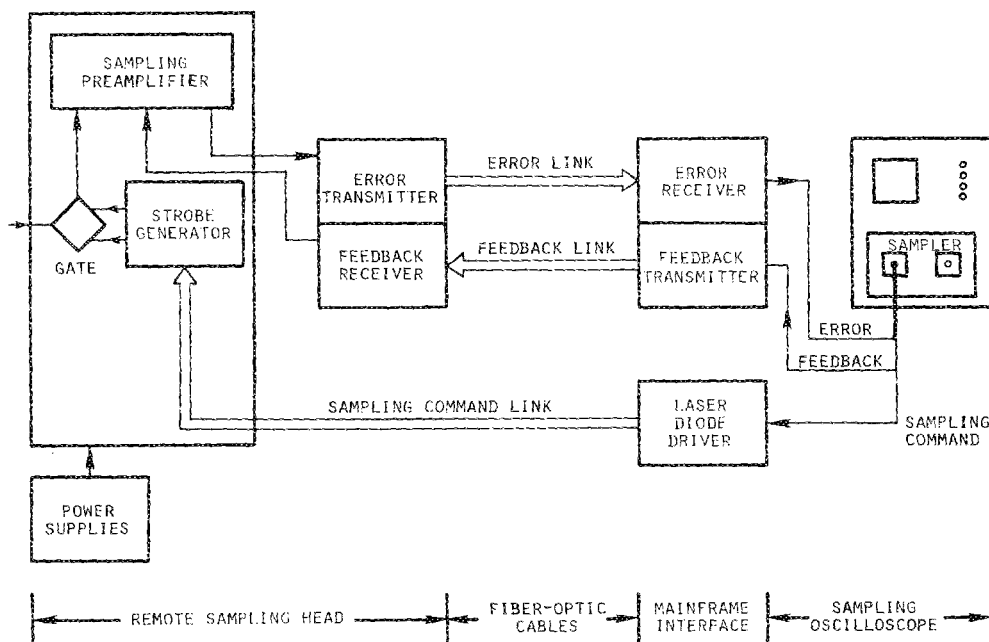 SAMPLING
PREAMPLIFIER
STROBE
GENERATOR
GATE
ERROR
TRANSMITTER
FEEDBACK
RECEIVER
ERROR LINK
FEEDBACK LINK
ERROR
RECEIVER
FEEDBACK
TRANSMITTER
SAMPLER
ERROR
FEEDBACK
SAMPLING COMMAND LINK
LASER
DIODE
DRIVER
SAMPLING
COMMAND
POWER
SUPPLIES
REMOTE SAMPLING HEAD
FIBER-OPTIC
CABLES
MAINFRAME
INTERFACE
SAMPLING
OSCILLOSCOPE